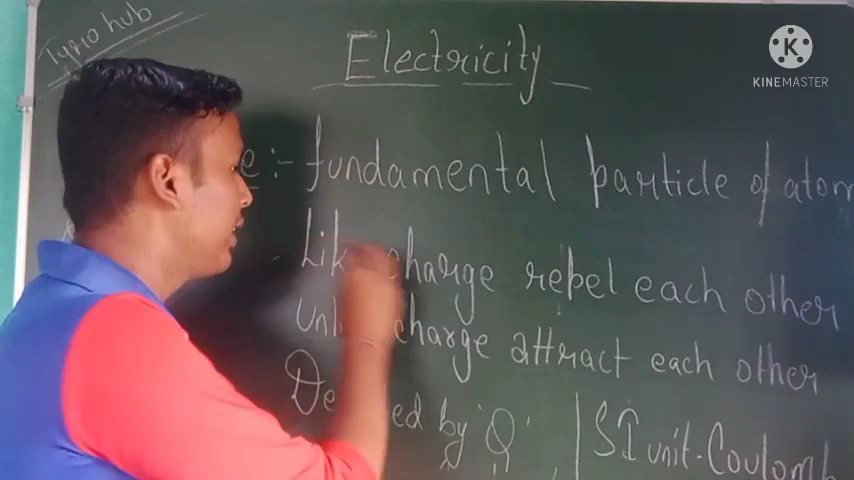 Tyro hub
Electricity
KINEMASTER
:- fundamental particle of atom
charge repel each other
charge attract each other
by 'Q' | SI unit - Coulomb